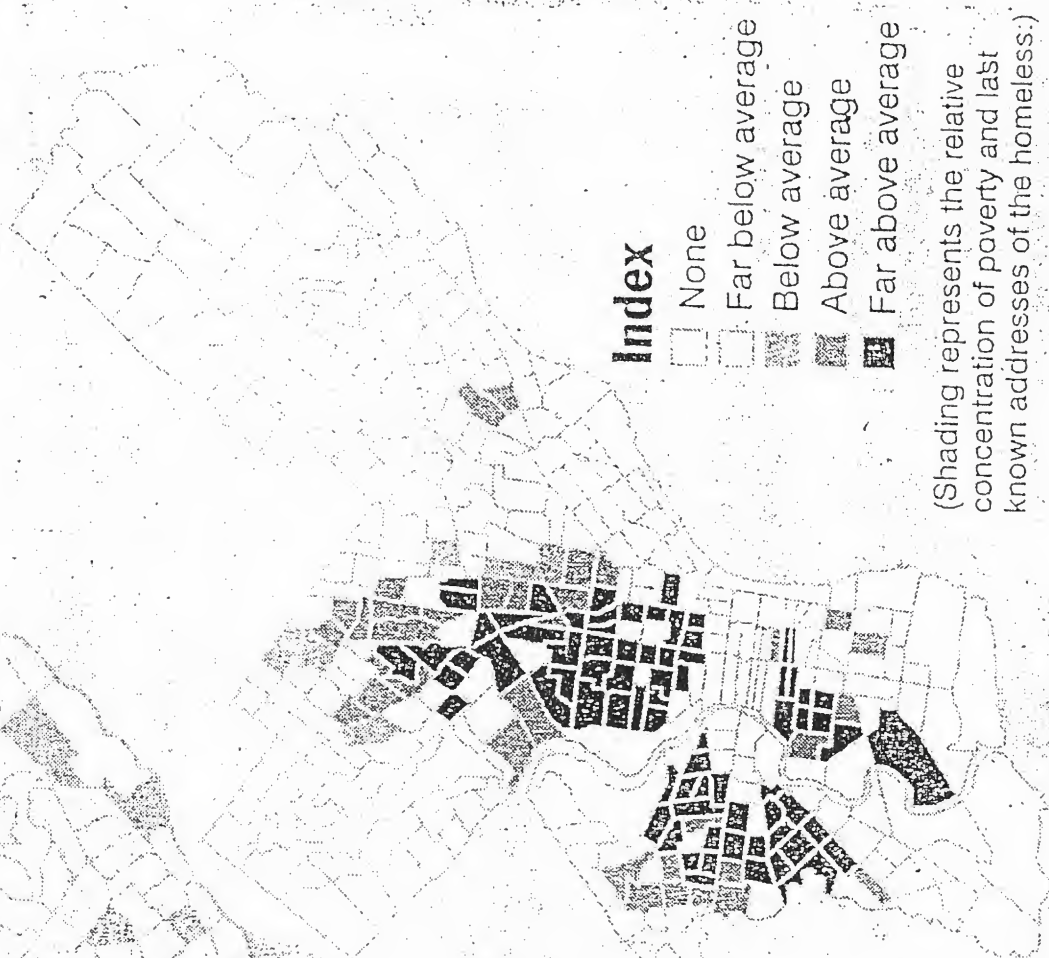 Index
None
Far below average
Below average
Above average
Far above average
(Shading represents the relative
concentration of poverty and last
known addresses of the homeless.)